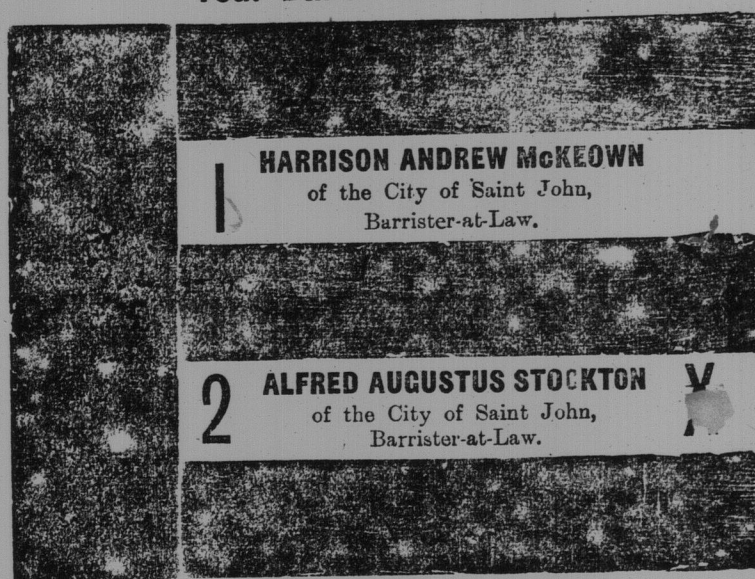 1
HARRISON ANDREW McKEOWN
of the City of Saint John,
Barrister-at-Law.
2
ALFRED AUGUSTUS STOCKTON
X
of the City of Saint John,
Barrister-at-Law.